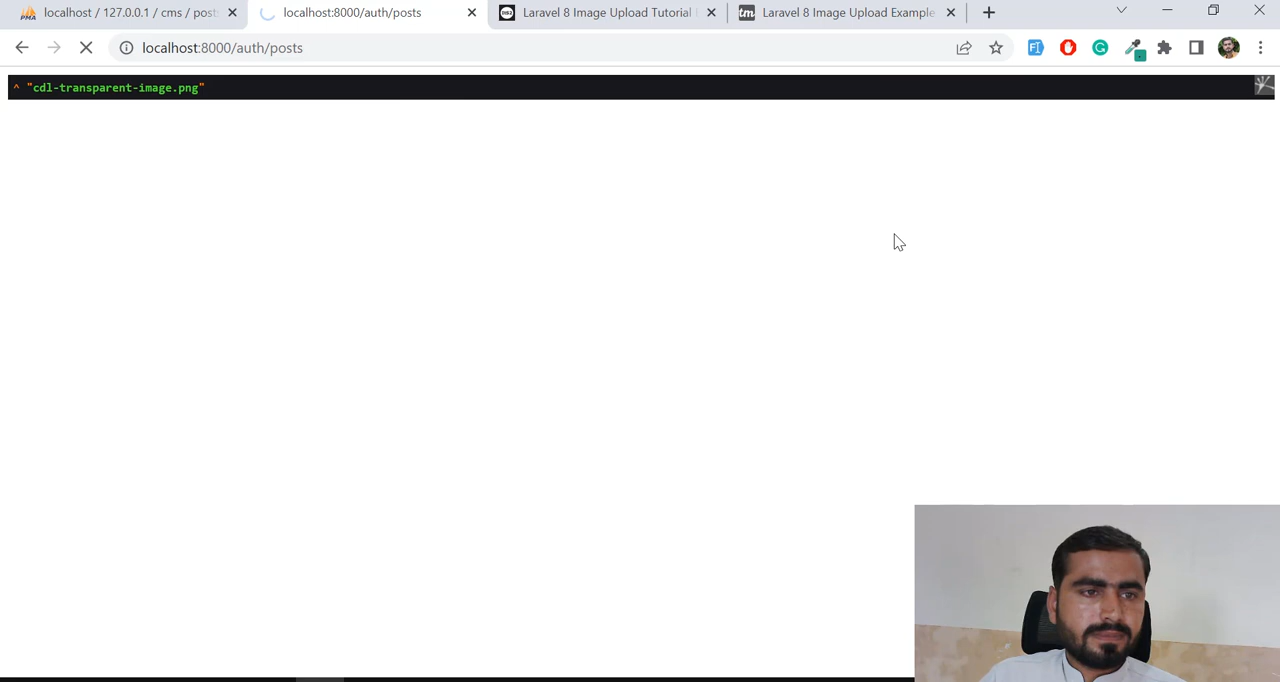 localhost / 127.0.0.1 / cms / post
localhost:8000/auth/posts
Laravel 8 Image Upload Tutorial
tm Laravel 8 Image Upload Example
localhost:8000/auth/posts
^ "cdl-transparent-image.png"